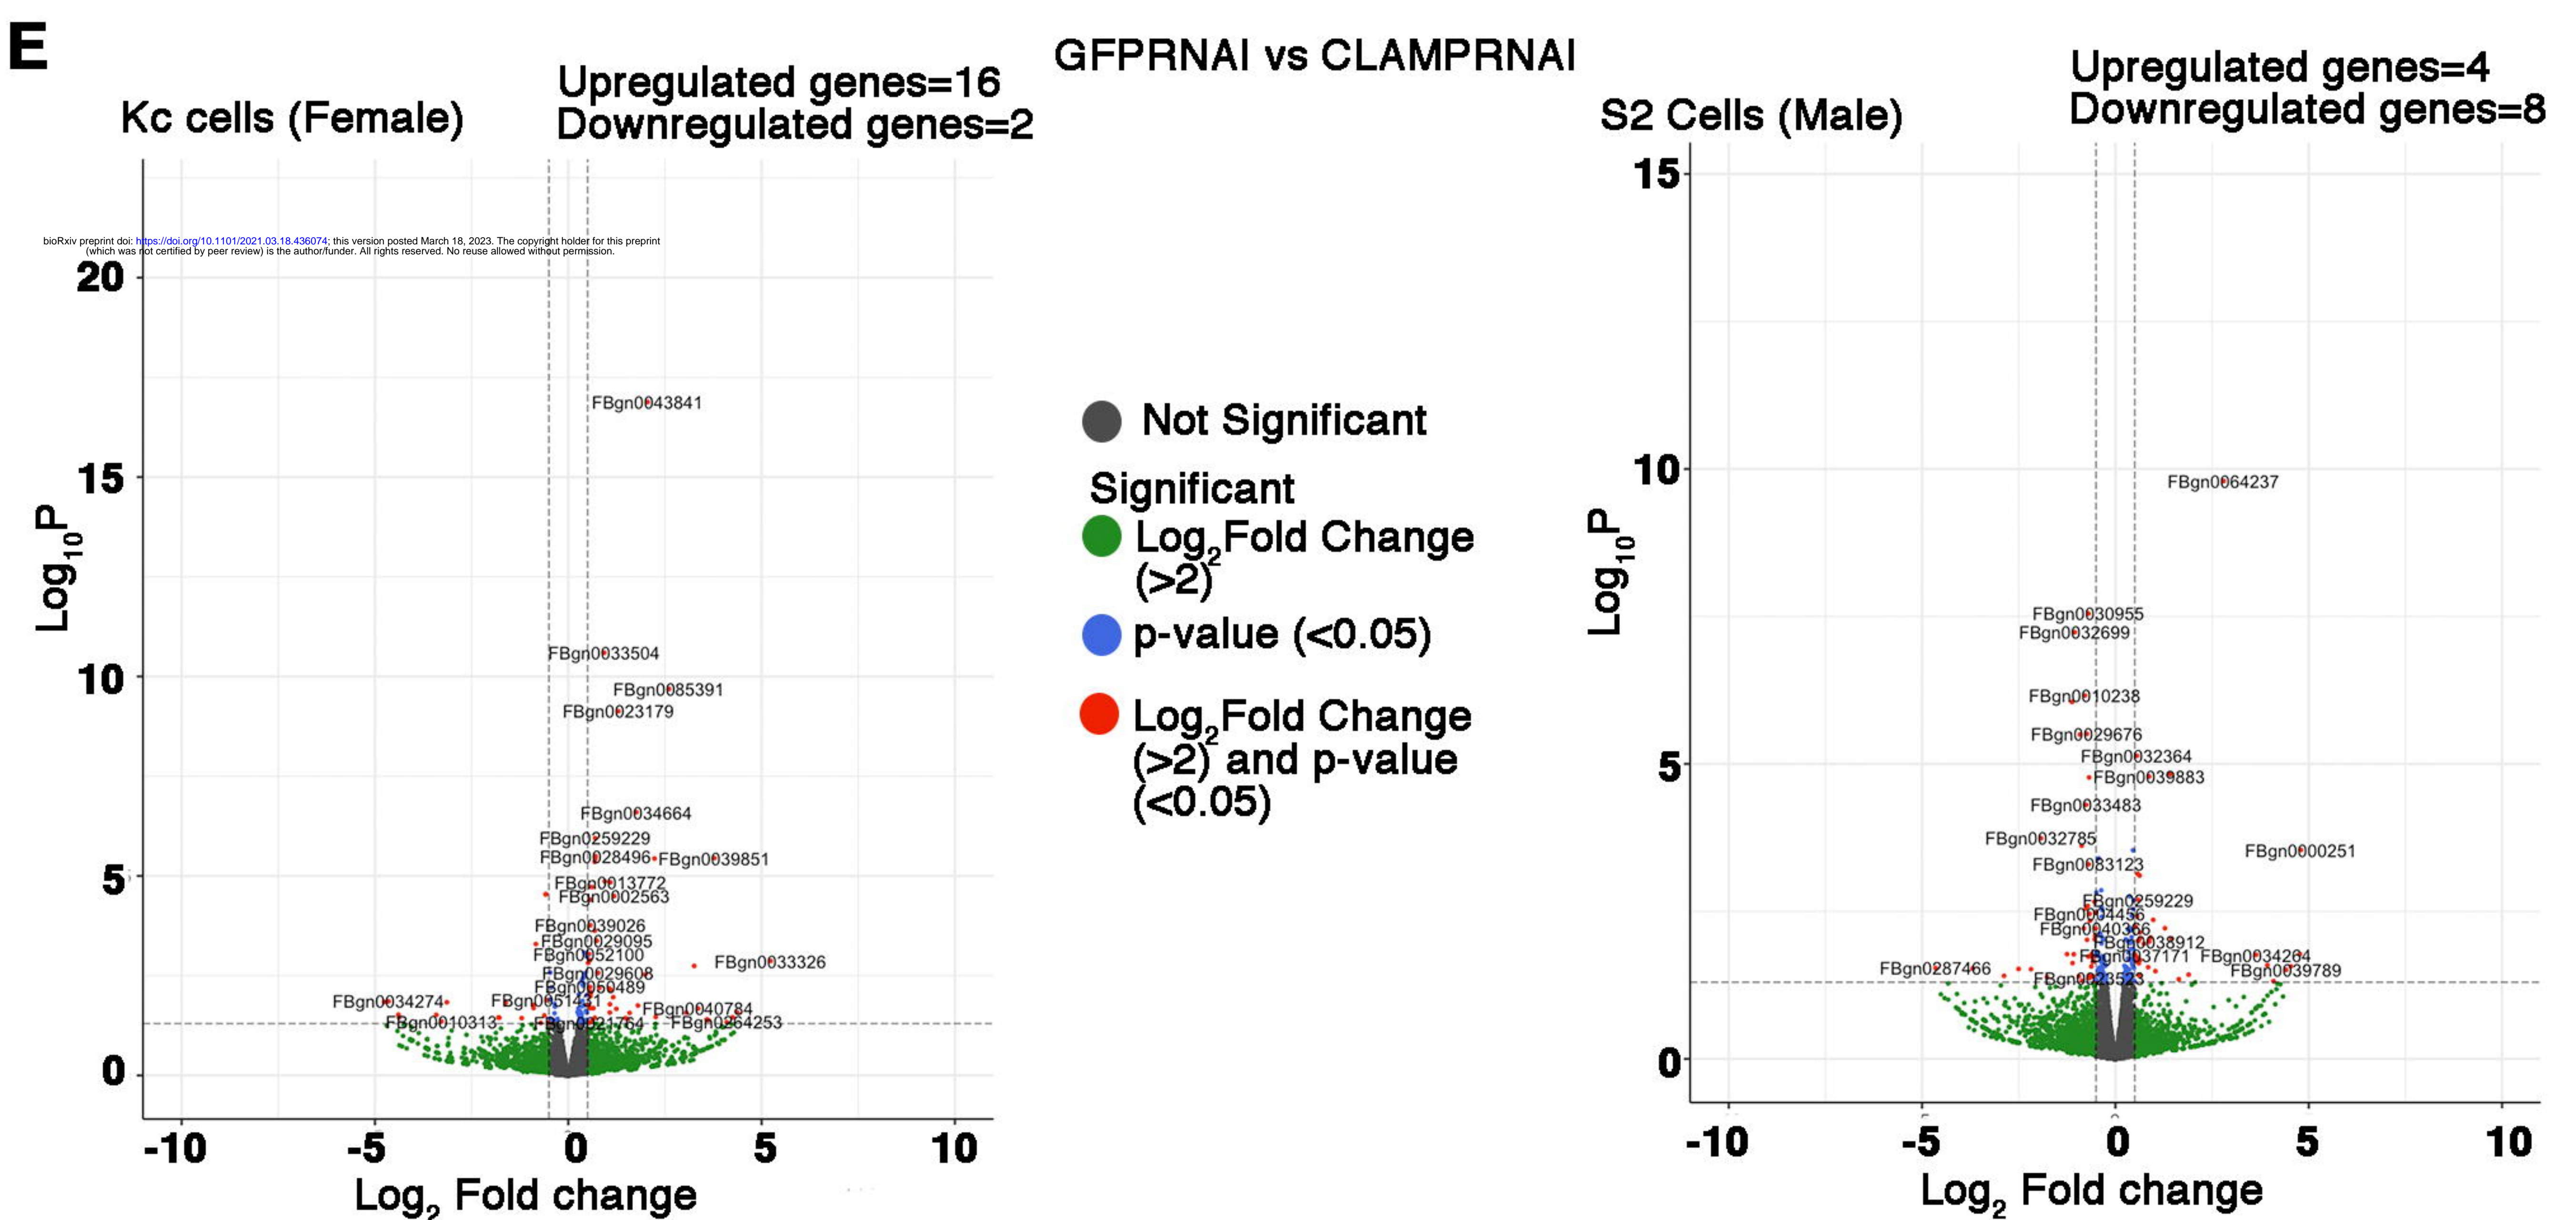 E
GFPRNAI vs CLAMPRNAI
Kc cells (Female)
Upregulated genes=16
Downregulated genes=2
bioRxiv preprint doi: https://doi.org/10.1101/2021.03.18.436074; this version posted March 18, 2023. The copyright holder for this preprint
(which was not certified by peer review) is the author/funder. All rights reserved. No reuse allowed without permission.
20
15
10
5
0
Log10P
FBgn0043841
FBgn0033504
FBgn0085391
FBgn0023179
FBgn0034664
FBgn0259229
FBgn0028496
FBgn0039851
FBgn0013772
FBgn0002563
FBgn0039026
FBgn0029095
FBgn0052100
FBgn0033326
FBgn0029608
FBgn0050489
FBgn0034274
FBgn0051431
FBgn0040784
FBgn0010313
FBgn0021764
FBgn0264253
-10
-5
0
5
10
Log2 Fold change
Not Significant
Significant
Log2Fold Change
(>2)
p-value (<0.05)
Log2Fold Change
(>2) and p-value
(<0.05)
S2 Cells (Male)
Upregulated genes=4
Downregulated genes=8
15
10
5
0
Log10P
FBgn0064237
FBgn0030955
FBgn0032699
FBgn0010238
FBgn0029676
FBgn0032364
FBgn0039883
FBgn0033483
FBgn0032785
FBgn0000251
FBgn0083123
FBgn0259229
FBgn0004456
FBgn0040366
FBgn0038912
FBgn0037171
FBgn0034264
FBgn0287466
FBgn0039789
FBgn0023523
-10
-5
0
5
10
Log2 Fold change